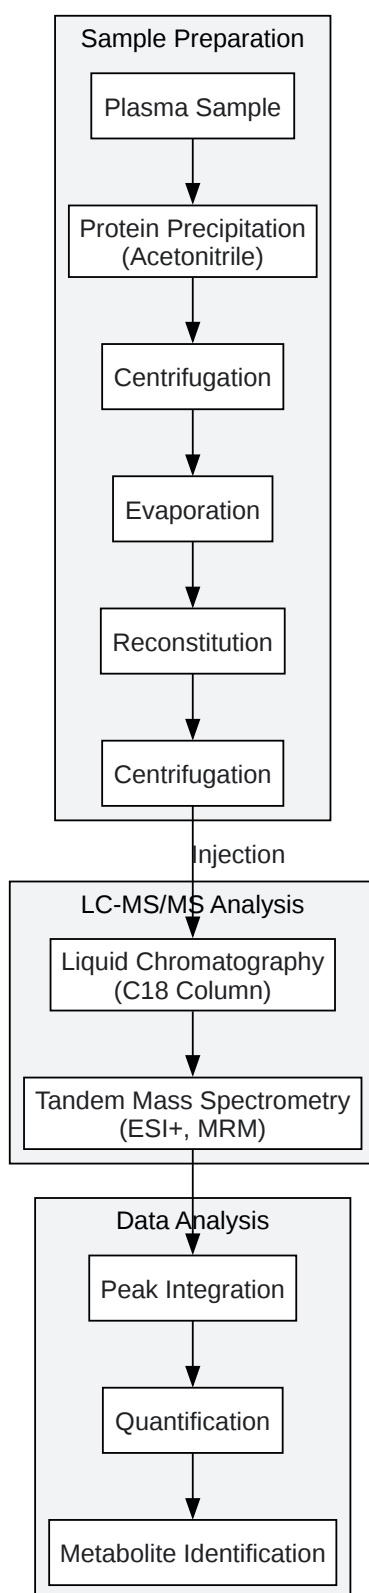 Sample Preparation
Plasma Sample
Protein Precipitation
(Acetonitrile)
Centrifugation
Evaporation
Reconstitution
Centrifugation
Injection
LC-MS/MS Analysis
Liquid Chromatography
(C18 Column)
Tandem Mass Spectrometry
(ESI+, MRM)
Data Analysis
Peak Integration
Quantification
Metabolite Identification